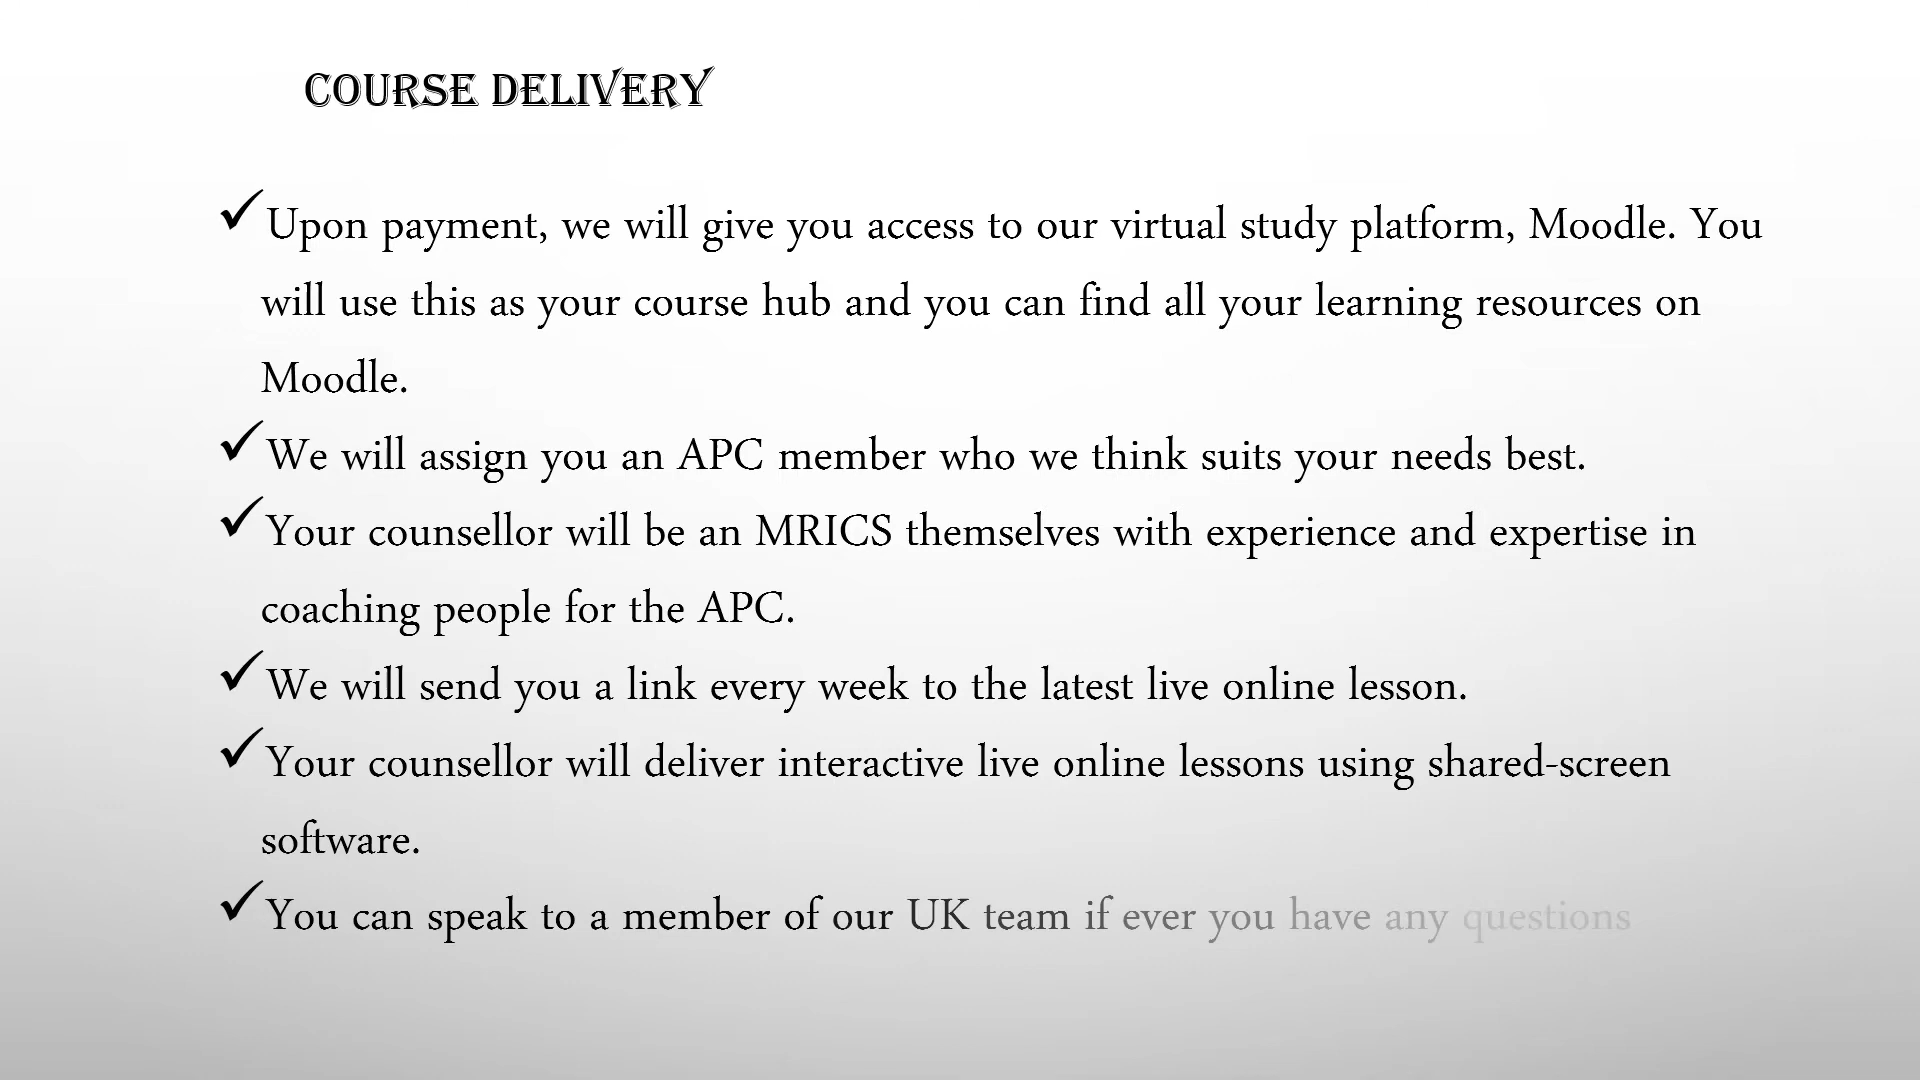 COURSE DELIVERY
✓Upon payment, we will give you access to our virtual study platform, Moodle. You
will use this as your course hub and you can find all your learning resources on
Moodle.
✓We will assign you an APC member who we think suits your needs best.
✓Your counsellor will be an MRICS themselves with experience and expertise in
coaching people for the APC.
✓We will send you a link every week to the latest live online lesson.
✓Your counsellor will deliver interactive live online lessons using shared-screen
software.
✓You can speak to a member of our UK team if ever you have any questions